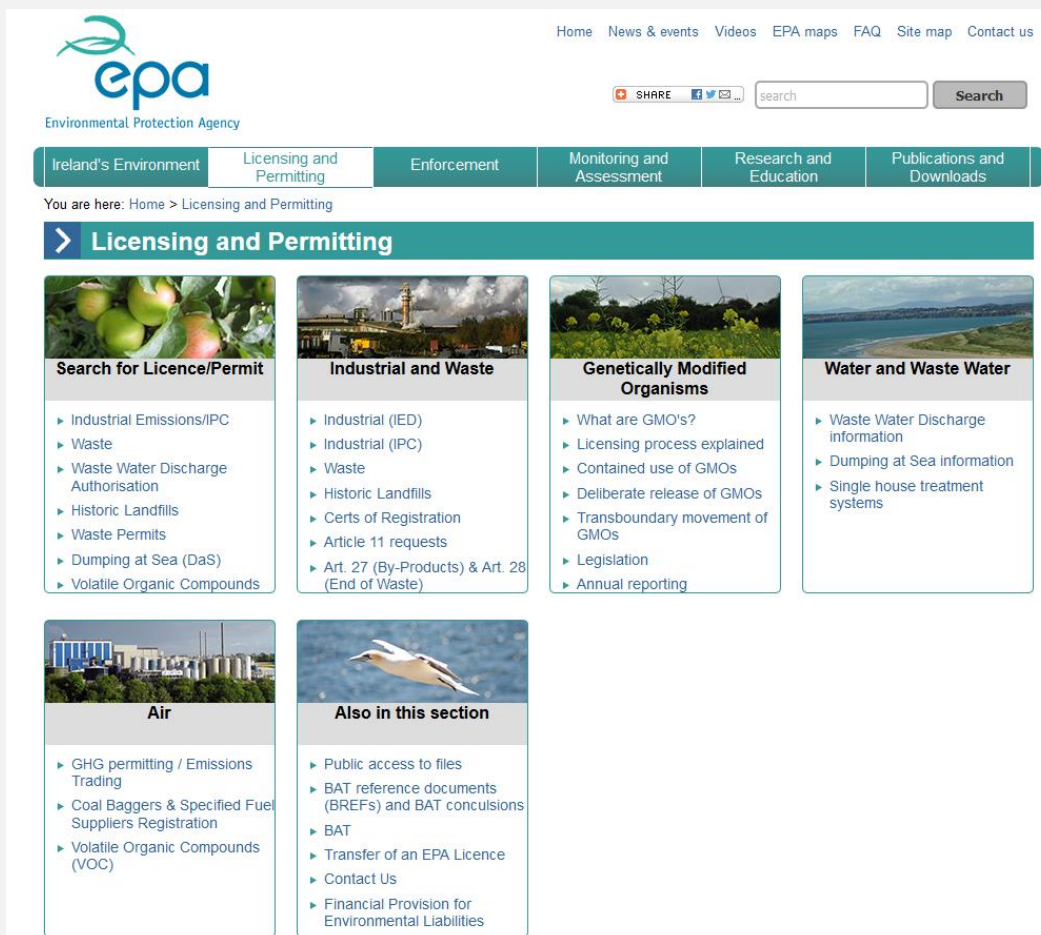 epa
Environmental Protection Agency
Home News & events Videos EPA maps FAQ Site map Contact us
SHARE ...
search
Search
Ireland's Environment
Licensing and
Permitting
Enforcement
Monitoring and
Assessment
Research and
Education
Publications and
Downloads
You are here: Home > Licensing and Permitting
Licensing and Permitting
Search for Licence/Permit
Industrial Emissions/IPC
Waste
Waste Water Discharge
Authorisation
Historic Landfills
Waste Permits
Dumping at Sea (DaS)
Volatile Organic Compounds
Industrial and Waste
Industrial (IED)
Industrial (IPC)
Waste
Historic Landfills
Certs of Registration
Article 11 requests
Art. 27 (By-Products) & Art. 28
(End of Waste)
Genetically Modified
Organisms
What are GMO's?
Licensing process explained
Contained use of GMOs
Deliberate release of GMOs
Transboundary movement of
GMOs
Legislation
Annual reporting
Water and Waste Water
Waste Water Discharge
information
Dumping at Sea information
Single house treatment
systems
Air
GHG permitting / Emissions
Trading
Coal Baggers & Specified Fuel
Suppliers Registration
Volatile Organic Compounds
(VOC)
Also in this section
Public access to files
BAT reference documents
(BREFs) and BAT conculsions
BAT
Transfer of an EPA Licence
Contact Us
Financial Provision for
Environmental Liabilities